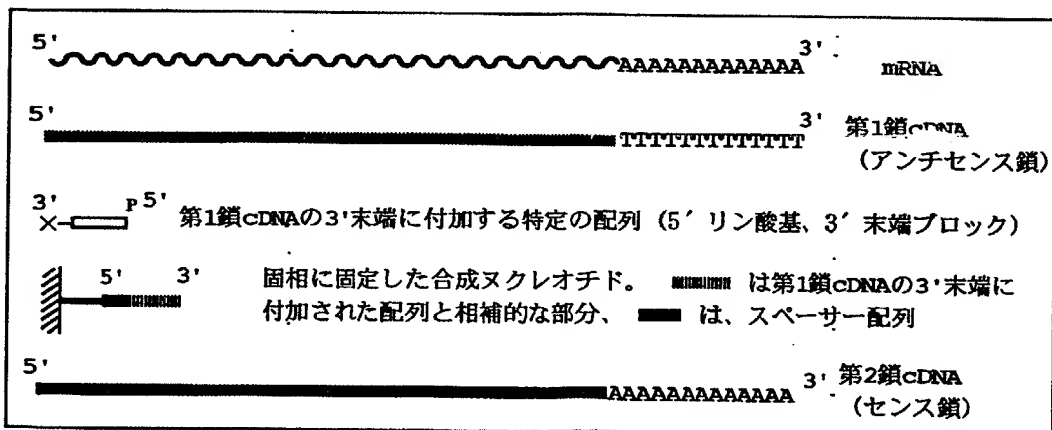 5' AAAAAAAAAAAAA 3' mRNA
5' TTTTTTTTTTTTT 3' 第1鎖cDNA
(アンチセンス鎖)
3' × P 5' 第1鎖cDNAの3'末端に付加する特定の配列(5′リン酸基、3′末端ブロック)
5' 3' 固相に固定した合成ヌクレオチド。 は第1鎖cDNAの3'末端に
付加された配列と相補的な部分、 は、スペーサー配列
5' AAAAAAAAAAAAA 3' 第2鎖cDNA
(センス鎖)